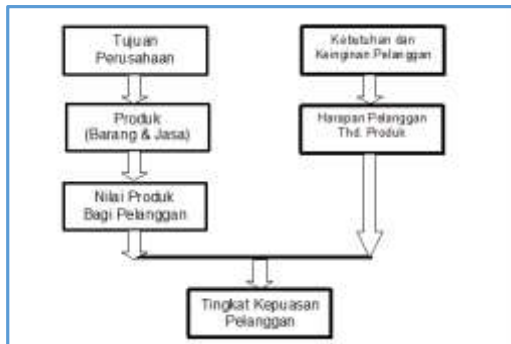 Tujuan
Perusahaan
Kebutuhan dan
Keinginan Pelanggan
Produk
(Barang & Jasa)
Harapan Pelanggan
Thd. Produk
Nilai Produk
Bagi Pelanggan
Tingkat Kepuasan
Pelanggan